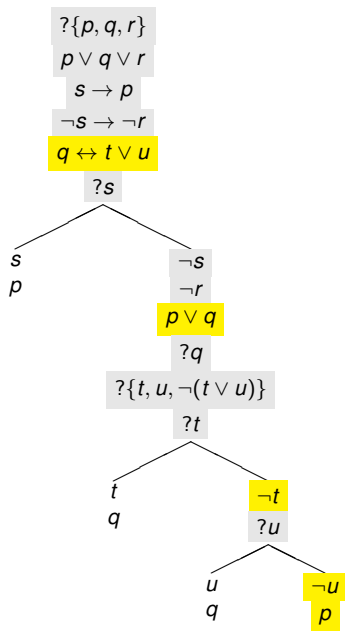 ?{p, q, r}
p ∨ q ∨ r
s → p
¬s → ¬r
q ↔ t ∨ u
?s
s
p
¬s
¬r
p ∨ q
?q
?{t, u, ¬(t ∨ u)}
?t
t
q
¬t
?u
u
q
¬u
p